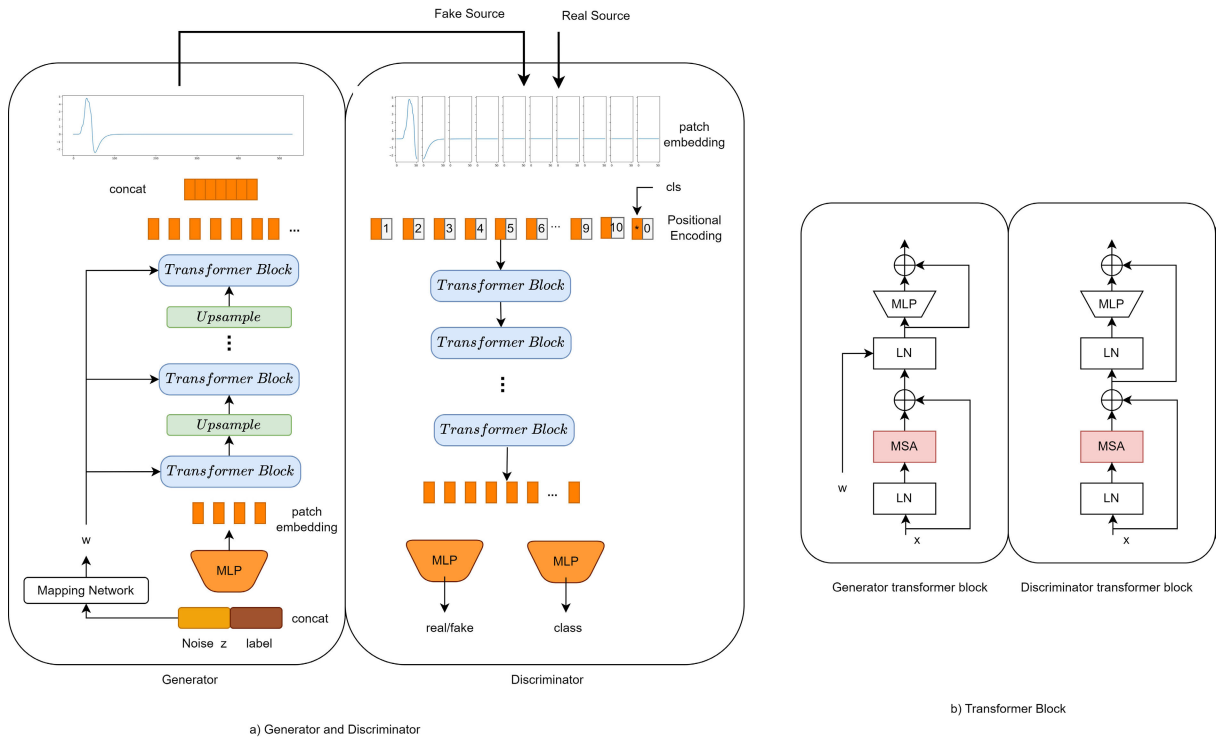 Fake Source
Real Source
patch
embedding
concat
cls
1
2
3
4
5
6
...
9
10
*
0
Positional
Encoding
...
Transformer Block
Upsample
Transformer Block
Upsample
Transformer Block
patch
embedding
w
MLP
Mapping Network
concat
Noise z
label
Generator
Transformer Block
Transformer Block
Transformer Block
...
MLP
MLP
real/fake
class
Discriminator
a) Generator and Discriminator
MLP
LN
MSA
w
LN
x
Generator transformer block
MLP
LN
MSA
LN
x
Discriminator transformer block
b) Transformer Block